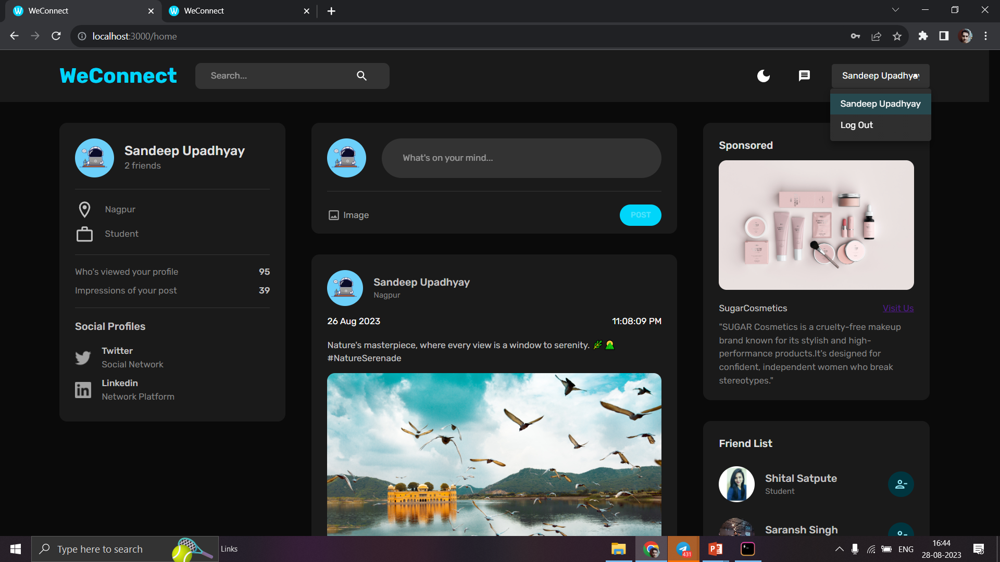 WeConnect
WeConnect
localhost:3000/home
WeConnect
Search...
Sandeep Upadhyay
Sandeep Upadhyay
Log Out
Sandeep Upadhyay
2 friends
Nagpur
Student
Who's viewed your profile 95
Impressions of your post 39
Social Profiles
Twitter
Social Network
Linkedin
Network Platform
What's on your mind...
Image
POST
Sandeep Upadhyay
Nagpur
26 Aug 2023 11:08:09 PM
Nature's masterpiece, where every view is a window to serenity. 🌿 🌄
#NatureSerenade
Sponsored
SugarCosmetics Visit Us
"SUGAR Cosmetics is a cruelty-free makeup
brand known for its stylish and high-
performance products.It's designed for
confident, independent women who break
stereotypes."
Friend List
Shital Satpute
Student
Saransh Singh
Type here to search
Links
431
ENG
16:44
28-08-2023